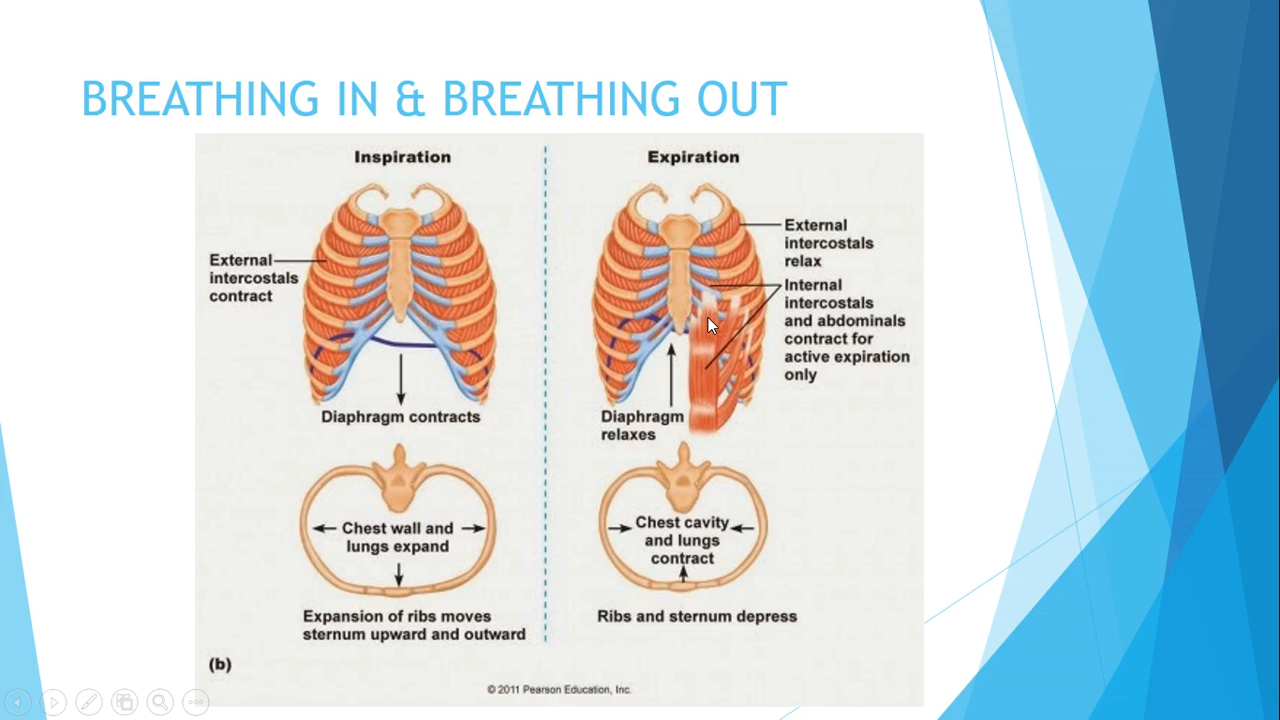 BREATHING IN & BREATHING OUT
Inspiration
External
intercostals
contract
Diaphragm contracts
Chest wall and
lungs expand
Expansion of ribs moves
sternum upward and outward
Expiration
External
intercostals
relax
Internal
intercostals
and abdominals
contract for
active expiration
only
Diaphragm
relaxes
Chest cavity
and lungs
contract
Ribs and sternum depress
(b)
© 2011 Pearson Education, Inc.